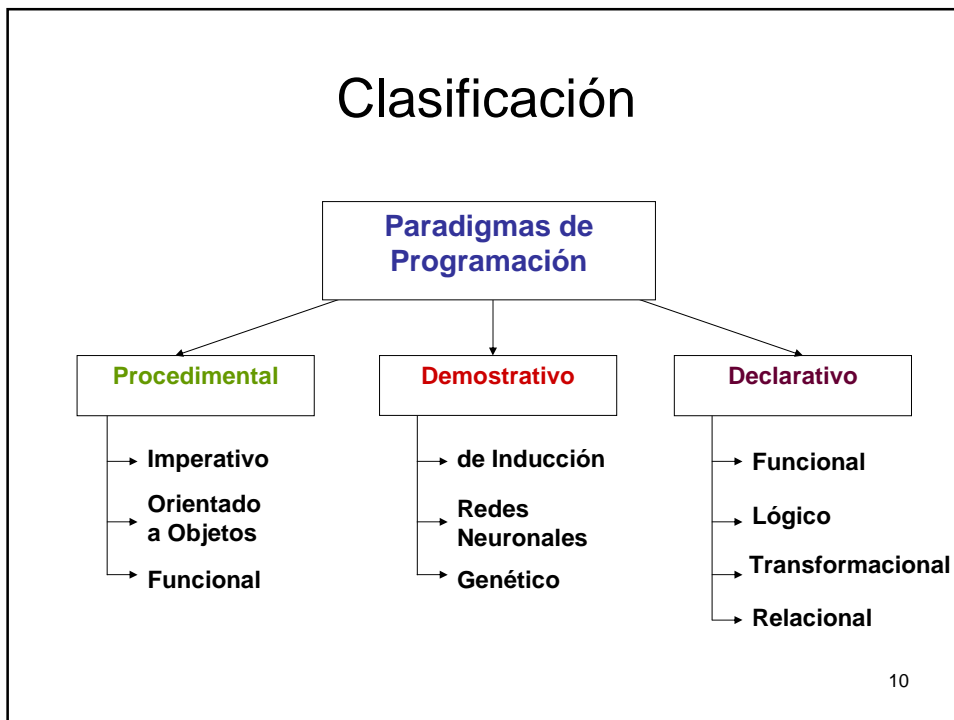 Clasificación
Paradigmas de
Programación
Procedimental
Imperativo
Orientado
a Objetos
Funcional
Demostrativo
de Inducción
Redes
Neuronales
Genético
Declarativo
Funcional
Lógico
Transformacional
Relacional
10